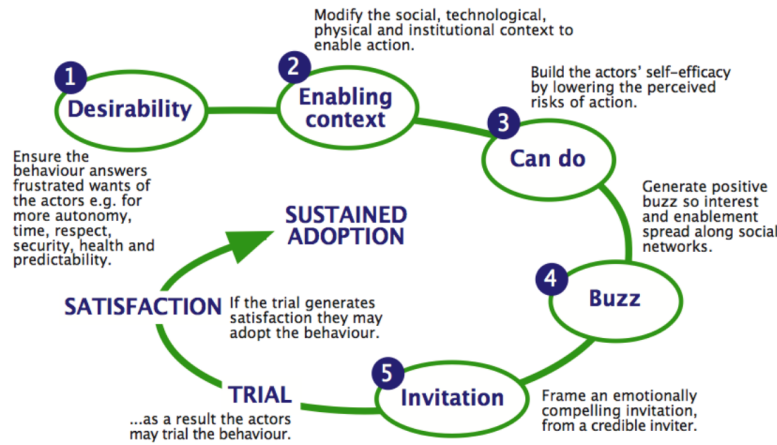 1
Desirability
Ensure the
behaviour answers
frustrated wants of
the actors e.g. for
more autonomy,
time, respect,
security, health and
predictability.
2
Enabling
context
Modify the social, technological,
physical and institutional context to
enable action.
3
Can do
Build the actors’ self-efficacy
by lowering the perceived
risks of action.
4
Buzz
Generate positive
buzz so interest
and enablement
spread along social
networks.
5
Invitation
Frame an emotionally
compelling invitation,
from a credible inviter.
TRIAL
...as a result the actors
may trial the behaviour.
SATISFACTION
If the trial generates
satisfaction they may
adopt the behaviour.
SUSTAINED
ADOPTION